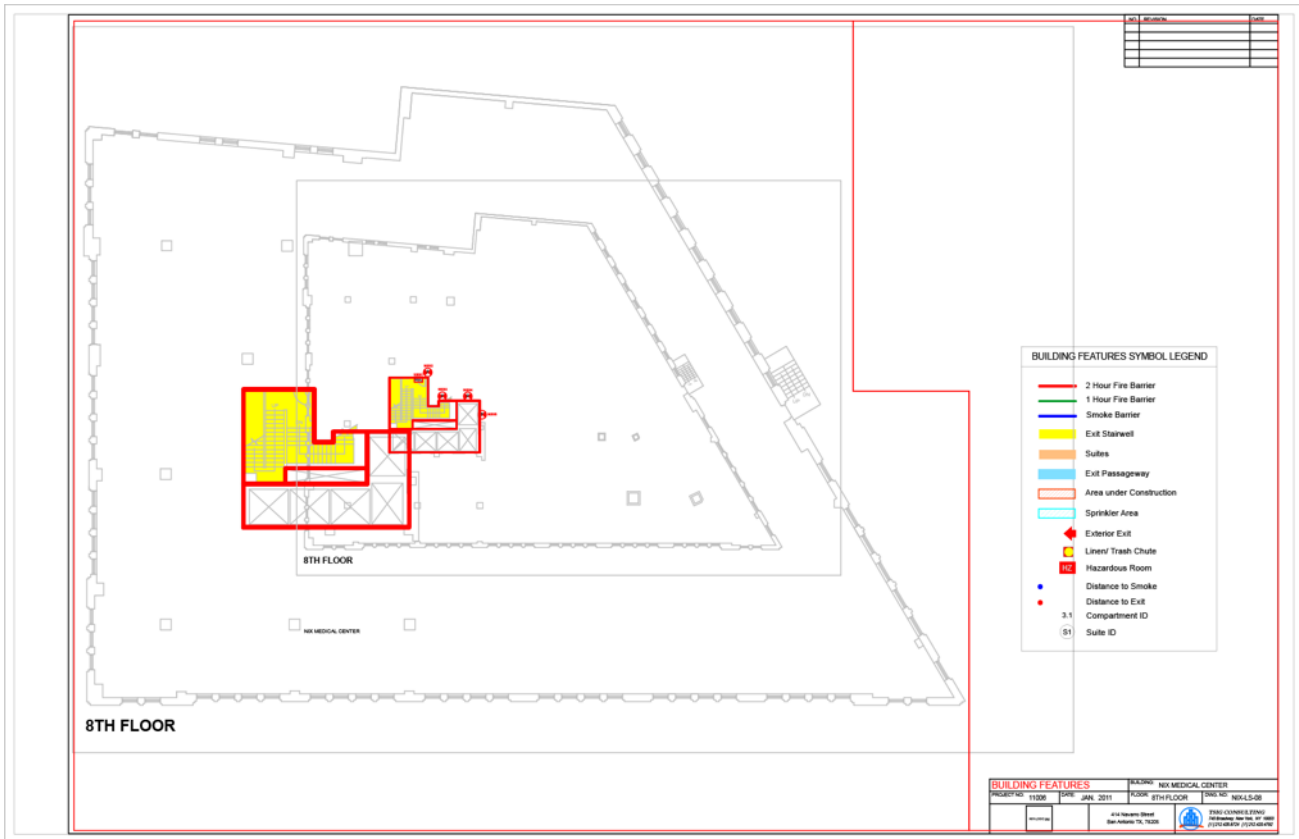 NO. REVISION DATE
BUILDING FEATURES SYMBOL LEGEND
2 Hour Fire Barrier
1 Hour Fire Barrier
Smoke Barrier
Exit Stairwell
Suites
Exit Passageway
Area under Construction
Sprinkler Area
Exterior Exit
Linen/ Trash Chute
HZ Hazardous Room
Distance to Smoke
Distance to Exit
3.1 Compartment ID
S1 Suite ID
8TH FLOOR
NIX MEDICAL CENTER
8TH FLOOR
BUILDING FEATURES BUILDING: NIX MEDICAL CENTER
PROJECT NO: 11006 DATE: JAN. 2011 FLOOR: 8TH FLOOR DWG. NO: NIX-LS-08
414 Navarro Street
San Antonio TX, 78205
TSIG CONSULTING